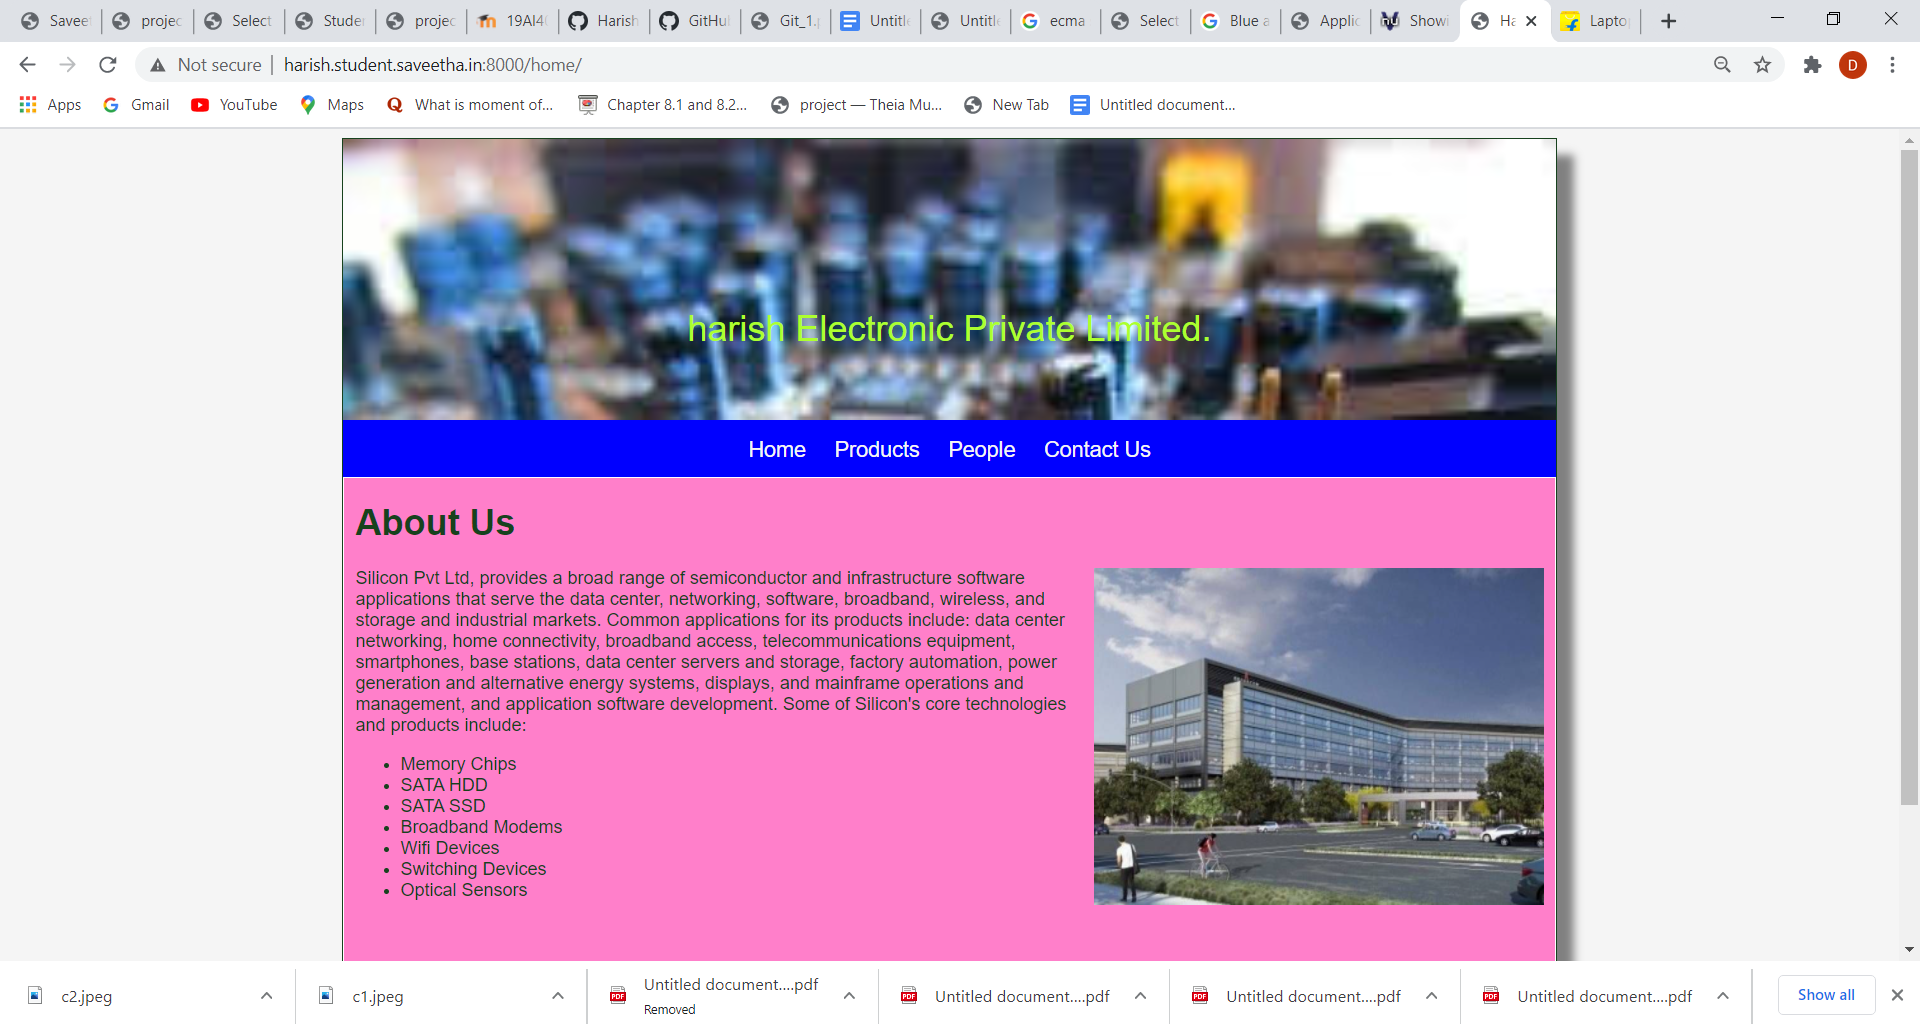 Saveet
projec
Select
Studer
projec
19AI4
Harish
GitHu
Git_1.
Untitl
Untitl
ecma
Select
Blue a
Applic
Showi
Ha
Lapto
Not secure | harish.student.saveetha.in:8000/home/
D
Apps
Gmail
YouTube
Maps
What is moment of...
Chapter 8.1 and 8.2...
project — Theia Mu...
New Tab
Untitled document...
harish Electronic Private Limited.
Home Products People Contact Us
About Us
Silicon Pvt Ltd, provides a broad range of semiconductor and infrastructure software
applications that serve the data center, networking, software, broadband, wireless, and
storage and industrial markets. Common applications for its products include: data center
networking, home connectivity, broadband access, telecommunications equipment,
smartphones, base stations, data center servers and storage, factory automation, power
generation and alternative energy systems, displays, and mainframe operations and
management, and application software development. Some of Silicon's core technologies
and products include:
• Memory Chips
• SATA HDD
• SATA SSD
• Broadband Modems
• Wifi Devices
• Switching Devices
• Optical Sensors
c2.jpeg
c1.jpeg
Untitled document....pdf
Removed
Untitled document....pdf
Untitled document....pdf
Untitled document....pdf
Show all